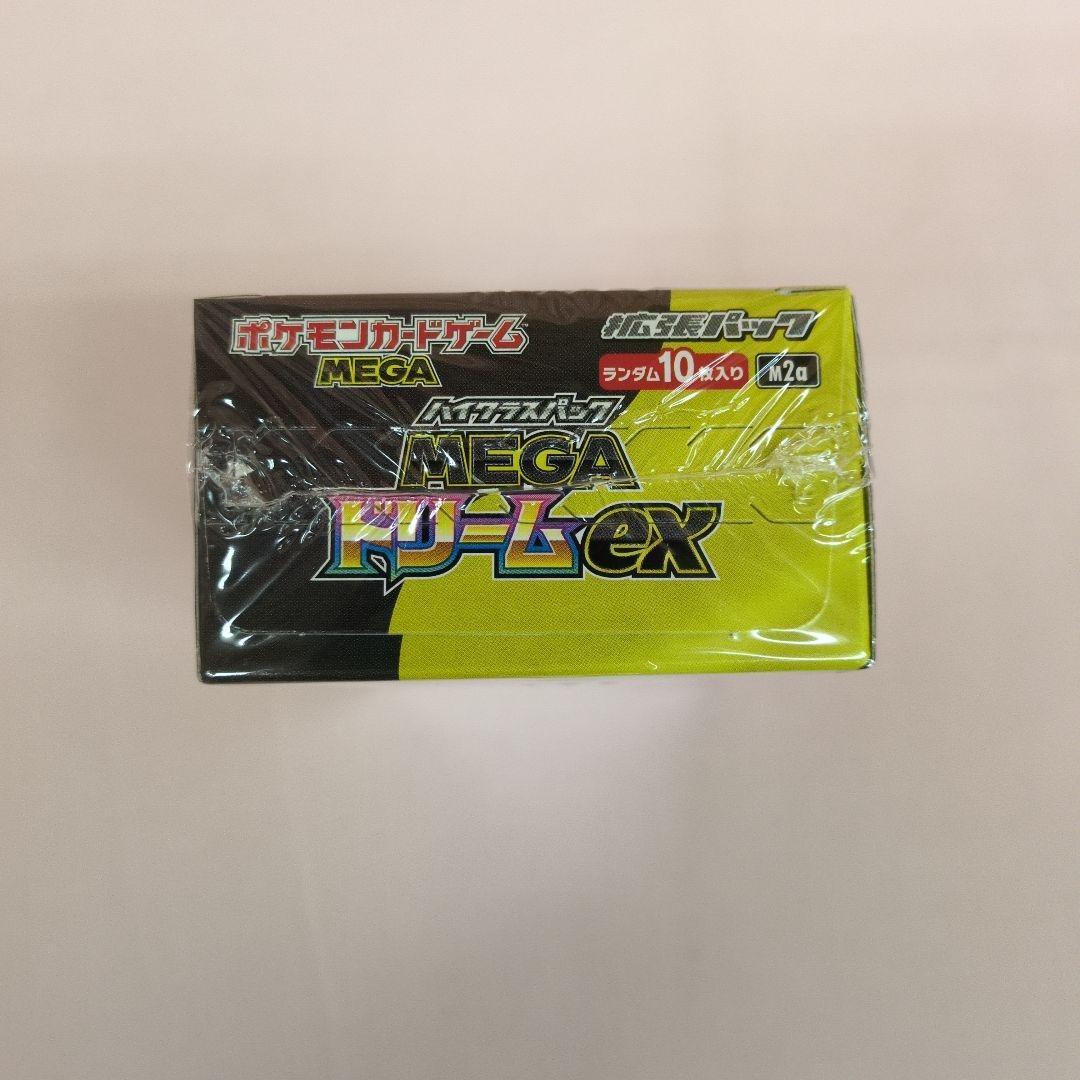 ポケモンカードゲーム
MEGA
拡張パック
ランダム10枚入り M2a
ハイクラスパック
MEGA
ドリームex